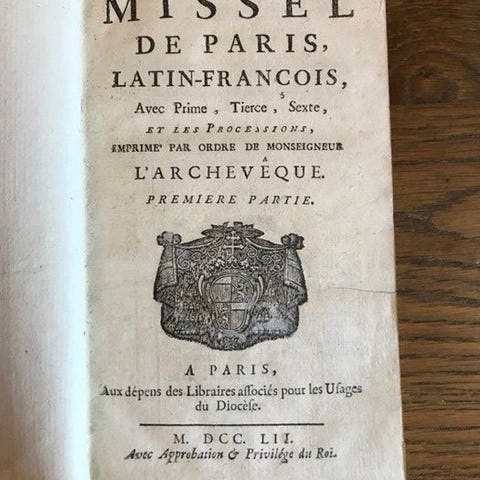 MISSEL
DE PARIS,
LATIN-FRANCOIS,
Avec Prime, Tierce, Sexte,
ET LES PROCESSIONS,
IMPRIME' PAR ORDRE DE MONSEIGNEUR
L'ARCHEVÊQUE.
PREMIERE PARTIE.
A PARIS,
Aux dépens des Libraires associés pour les Usages
du Diocèse.
M. DCC. LII.
Avec Approbation & Privilége du Roi.